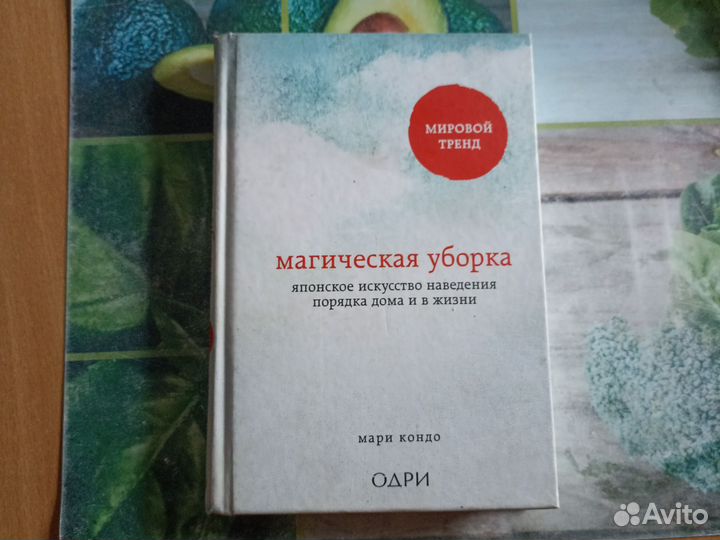 МИРОВОЙ
ТРЕНД
магическая уборка
японское искусство наведения
порядка дома и в жизни
мари кондо
ОДРИ
Avito